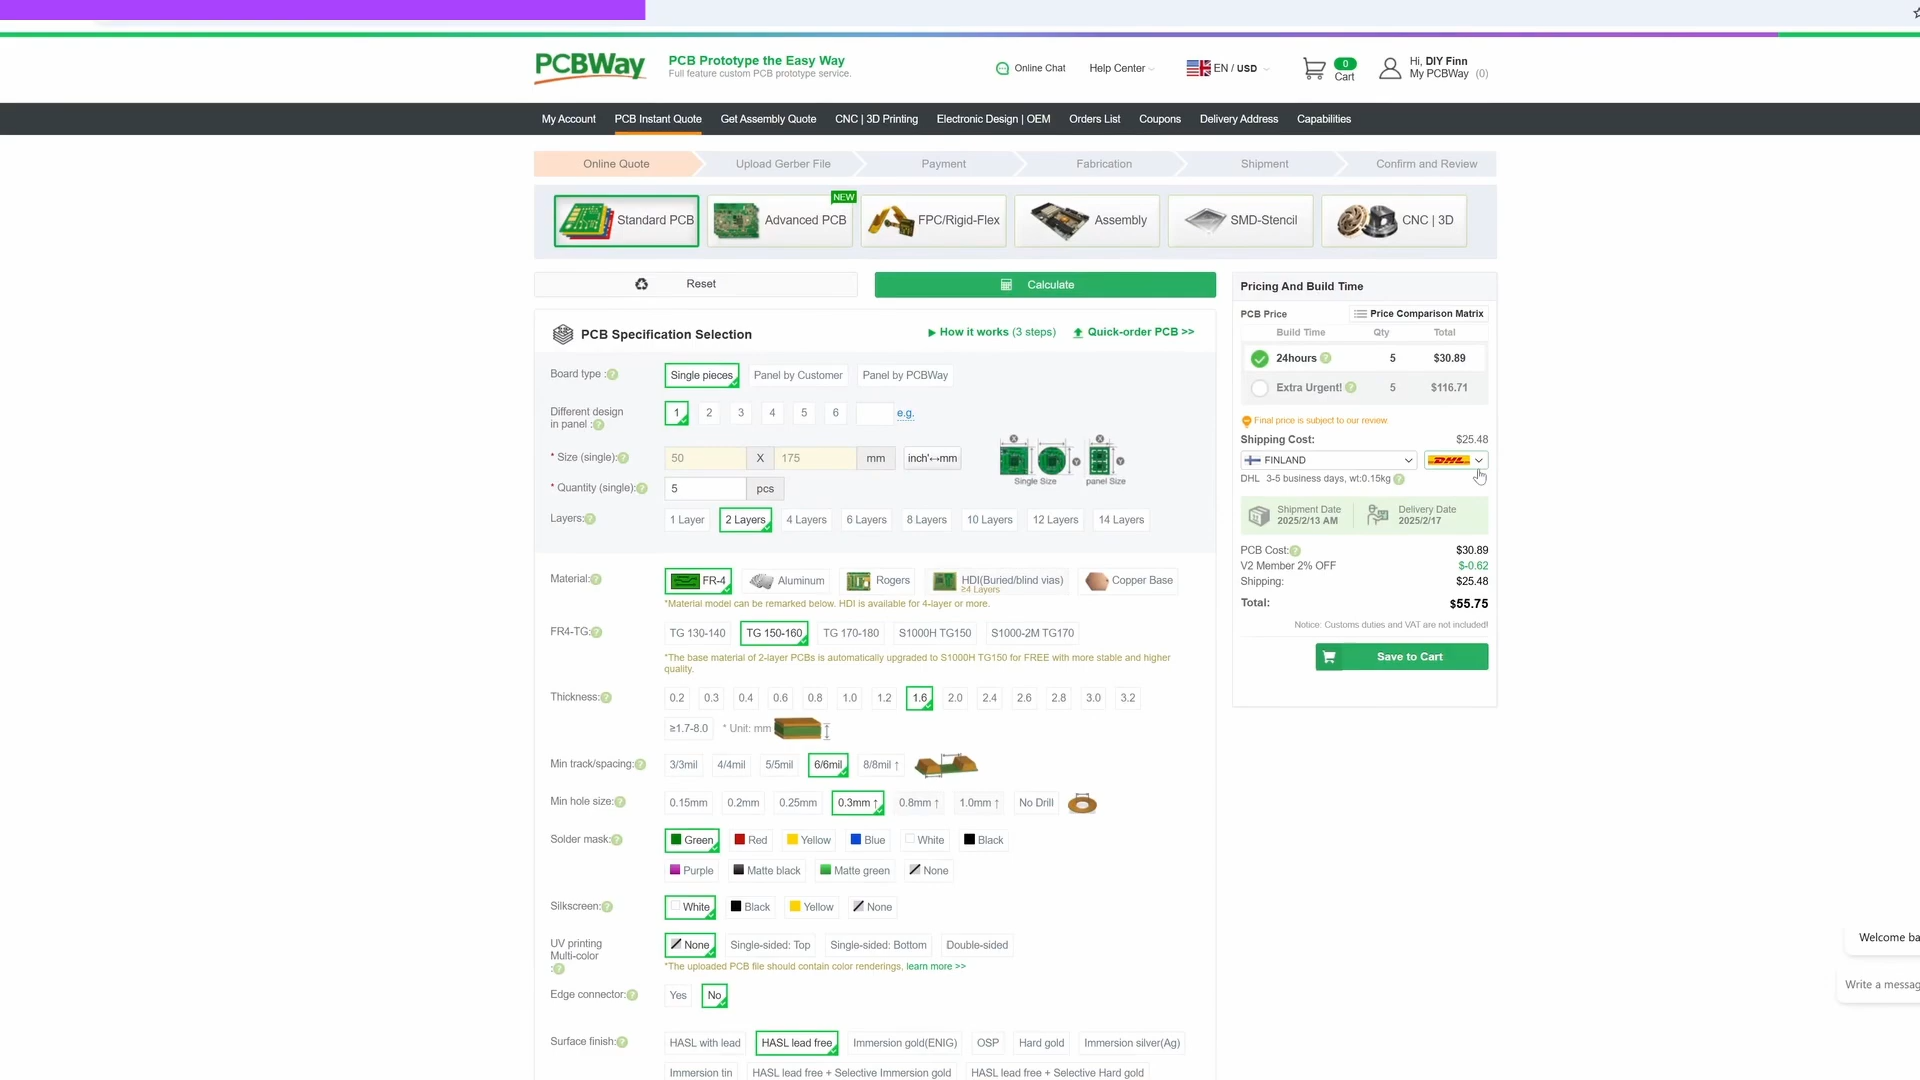 PCBWay
PCB Prototype the Easy Way
Full feature custom PCB prototype service.
Online Chat
Help Center
EN / USD
0
Cart
Hi, DIY Finn
My PCBWay (0)
My Account
PCB Instant Quote
Get Assembly Quote
CNC | 3D Printing
Electronic Design | OEM
Orders List
Coupons
Delivery Address
Capabilities
Online Quote
Upload Gerber File
Payment
Fabrication
Shipment
Confirm and Review
Standard PCB
NEW
Advanced PCB
FPC/Rigid-Flex
Assembly
SMD-Stencil
CNC | 3D
Reset
Calculate
PCB Specification Selection
How it works (3 steps)
Quick-order PCB >>
Board type :?
Single pieces
Panel by Customer
Panel by PCBWay
Different design
in panel :?
1 2 3 4 5 6 e.g.
* Size (single):?
50 X 175 mm inch'↔mm
* Quantity (single):?
5 pcs
X X
Y Y
Single Size
panel Size
Layers:?
1 Layer 2 Layers 4 Layers 6 Layers 8 Layers 10 Layers 12 Layers 14 Layers
Material:?
FR-4 Aluminum Rogers HDI(Buried/blind vias) Copper Base
≥4 Layers
*Material model can be remarked below. HDI is available for 4-layer or more.
FR4-TG:?
TG 130-140 TG 150-160 TG 170-180 S1000H TG150 S1000-2M TG170
*The base material of 2-layer PCBs is automatically upgraded to S1000H TG150 for FREE with more stable and higher
quality.
Thickness:?
0.2 0.3 0.4 0.6 0.8 1.0 1.2 1.6 2.0 2.4 2.6 2.8 3.0 3.2
≥1.7-8.0 * Unit: mm
Min track/spacing:?
3/3mil 4/4mil 5/5mil 6/6mil 8/8mil ↑
Min hole size:?
0.15mm 0.2mm 0.25mm 0.3mm ↑ 0.8mm ↑ 1.0mm ↑ No Drill
Solder mask:?
Green Red Yellow Blue White Black
Purple Matte black Matte green None
Silkscreen:?
White Black Yellow None
UV printing
Multi-color
:?
None Single-sided: Top Single-sided: Bottom Double-sided
*The uploaded PCB file should contain color renderings, learn more >>
Edge connector:?
Yes No
Surface finish:?
HASL with lead HASL lead free Immersion gold(ENIG) OSP Hard gold Immersion silver(Ag)
Immersion tin HASL lead free + Selective Immersion gold HASL lead free + Selective Hard gold
Pricing And Build Time
PCB Price
Price Comparison Matrix
Build Time Qty Total
24hours ? 5 $30.89
Extra Urgent! ? 5 $116.71
Final price is subject to our review.
Shipping Cost: $25.48
FINLAND
DHL
DHL 3-5 business days, wt:0.15kg ?
Shipment Date
2025/2/13 AM
Delivery Date
2025/2/17
PCB Cost:? $30.89
V2 Member 2% OFF $-0.62
Shipping: $25.48
Total: $55.75
Notice: Customs duties and VAT are not included!
Save to Cart
Welcome ba
Write a messag